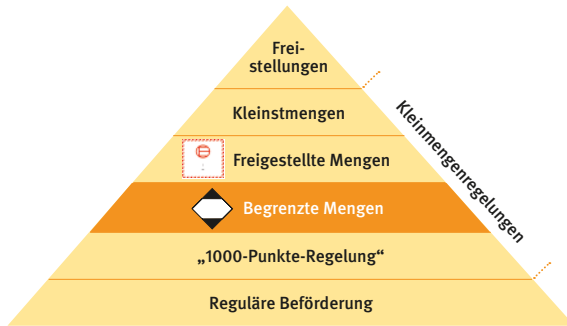 Frei-
stellungen
Kleinstmengen
Freigestellte Mengen
Begrenzte Mengen
„1000-Punkte-Regelung“
Reguläre Beförderung
Kleinmengenregelungen